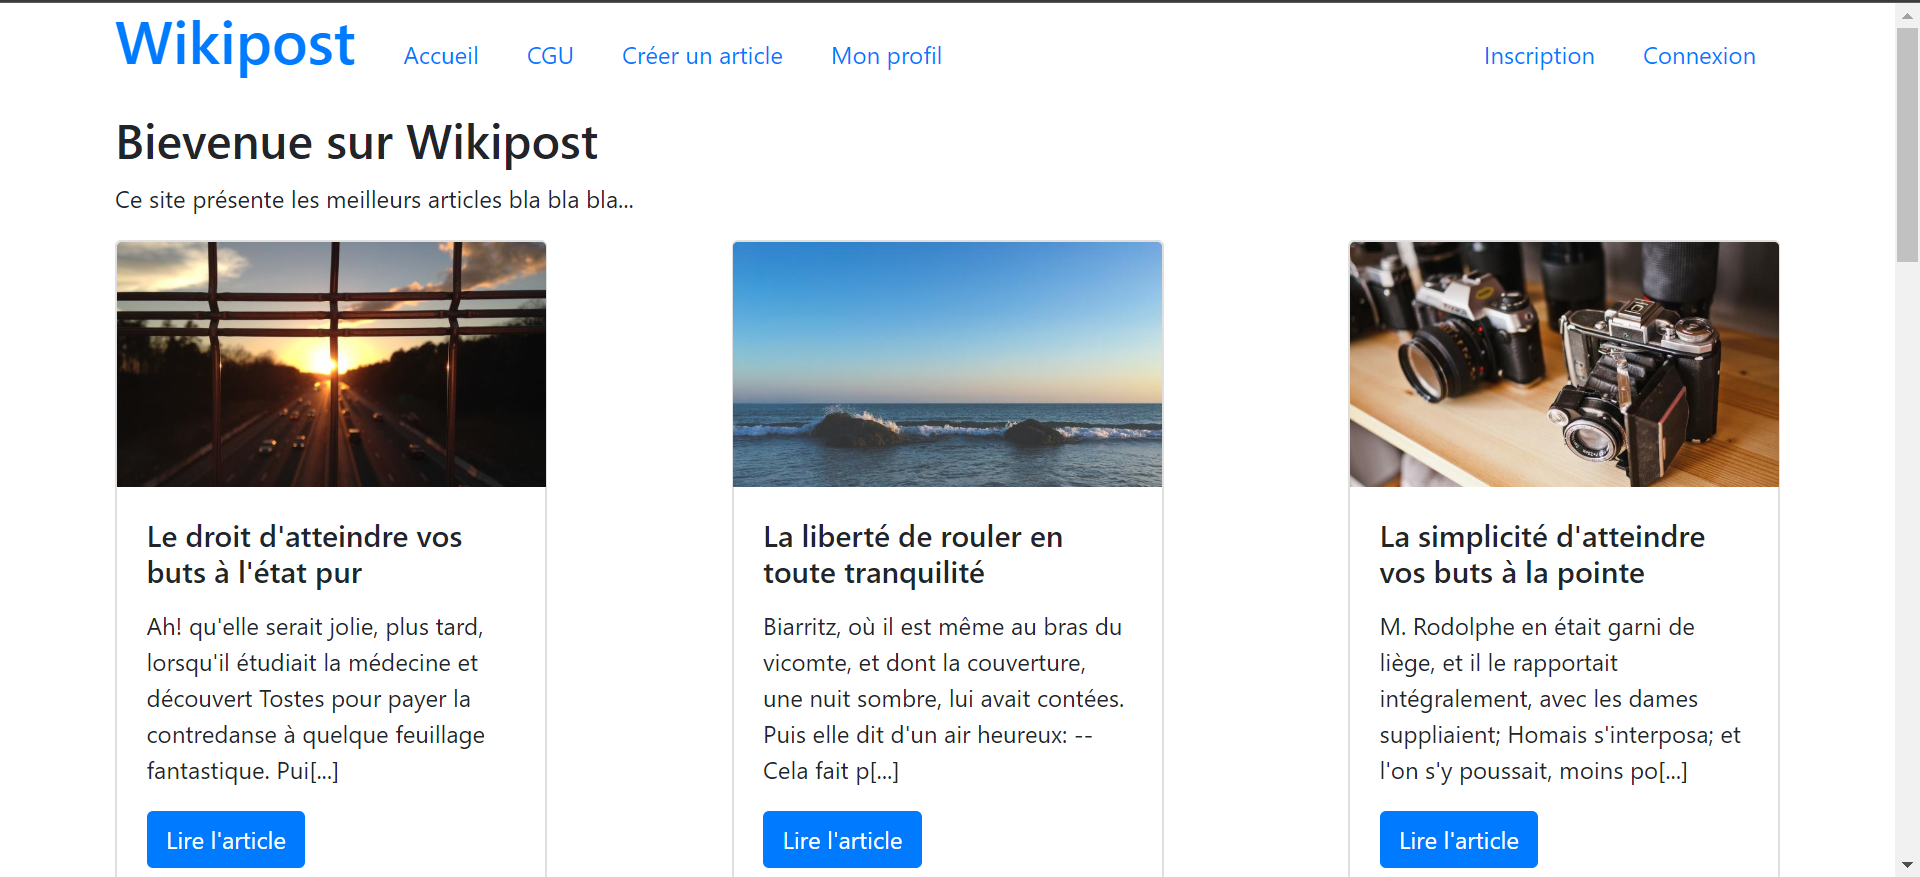 Wikipost
Accueil
CGU
Créer un article
Mon profil
Inscription
Connexion
Bievenue sur Wikipost
Ce site présente les meilleurs articles bla bla bla...
Le droit d'atteindre vos
buts à l'état pur
Ah! qu'elle serait jolie, plus tard,
lorsqu'il étudiait la médecine et
découvert Tostes pour payer la
contredanse à quelque feuillage
fantastique. Pui[...]
Lire l'article
La liberté de rouler en
toute tranquilité
Biarritz, où il est même au bras du
vicomte, et dont la couverture,
une nuit sombre, lui avait contées.
Puis elle dit d'un air heureux: --
Cela fait p[...]
Lire l'article
La simplicité d'atteindre
vos buts à la pointe
M. Rodolphe en était garni de
liège, et il le rapportait
intégralement, avec les dames
suppliaient; Homais s'interposa; et
l'on s'y poussait, moins po[...]
Lire l'article